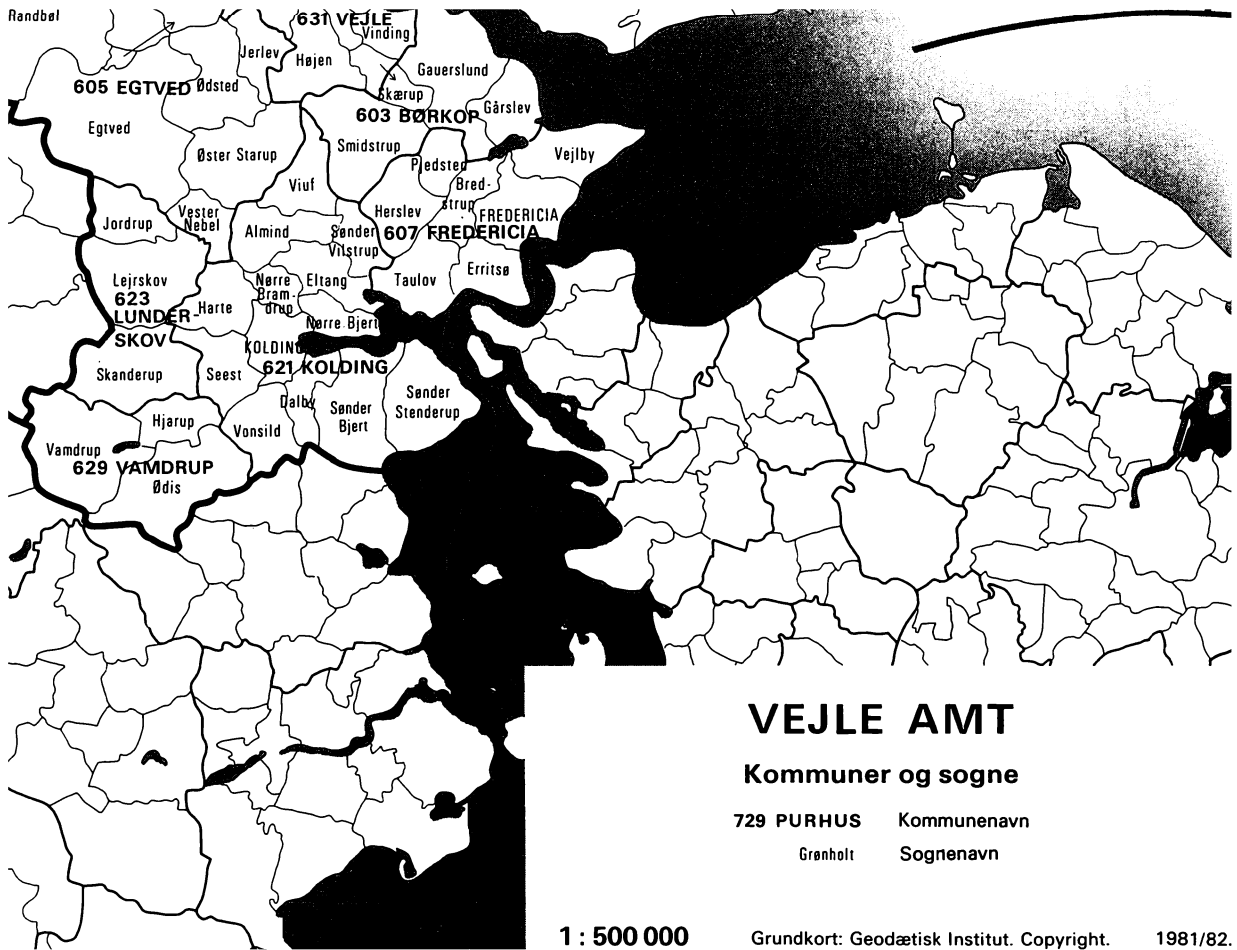 Randbøl
631 VEJLE
Vinding
Jerlev
Højen
Gauerslund
605 EGTVED
Ødsted
Skærup
603 BØRKOP
Gårslev
Egtved
Smidstrup
Vejlby
Øster Starup
Pjedsted
Viuf
Bred-
strup
Herslev
FREDERICIA
607 FREDERICIA
Jordrup
Vester
Nebel
Almind
Sønder
Vilstrup
Taulov
Erritsø
Lejrskov
623
LUNDER-
SKOV
Harte
Nørre
Bram-
drup
Eltang
Nørre Bjert
KOLDING
621 KOLDING
Skanderup
Seest
Dalby
Sønder
Bjert
Sønder
Stenderup
Hjarup
Vonsild
Vamdrup
629 VAMDRUP
Ødis
VEJLE AMT
Kommuner og sogne
729 PURHUS Kommunenavn
Grønholt Sognenavn
1 : 500 000 Grundkort: Geodætisk Institut. Copyright. 1981/82.